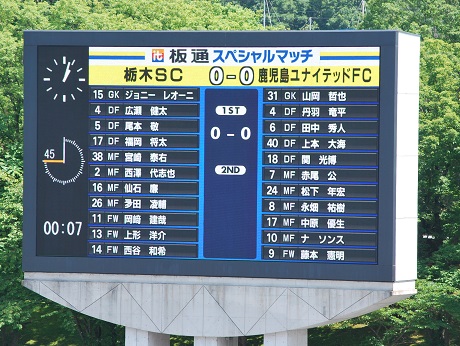 板通 スペシャルマッチ
栃木SC 0-0 鹿児島ユナイテッドFC
15 GK ジョニー レオーニ
4 DF 広瀬 健太
5 DF 尾本 敬
17 DF 福岡 将太
38 MF 宮崎 泰右
2 MF 西澤 代志也
16 MF 仙石 廉
26 MF 多田 凌輔
11 FW 岡崎 建哉
13 FW 上形 洋介
14 FW 西谷 和希
1ST
0-0
2ND
31 GK 山岡 哲也
4 DF 丹羽 竜平
6 DF 田中 秀人
40 DF 上本 大海
18 DF 関 光博
7 MF 赤尾 公
24 MF 松下 年宏
8 MF 永畑 祐樹
17 MF 中原 優生
10 MF ナ ソンス
9 FW 藤本 憲明
45
00:07